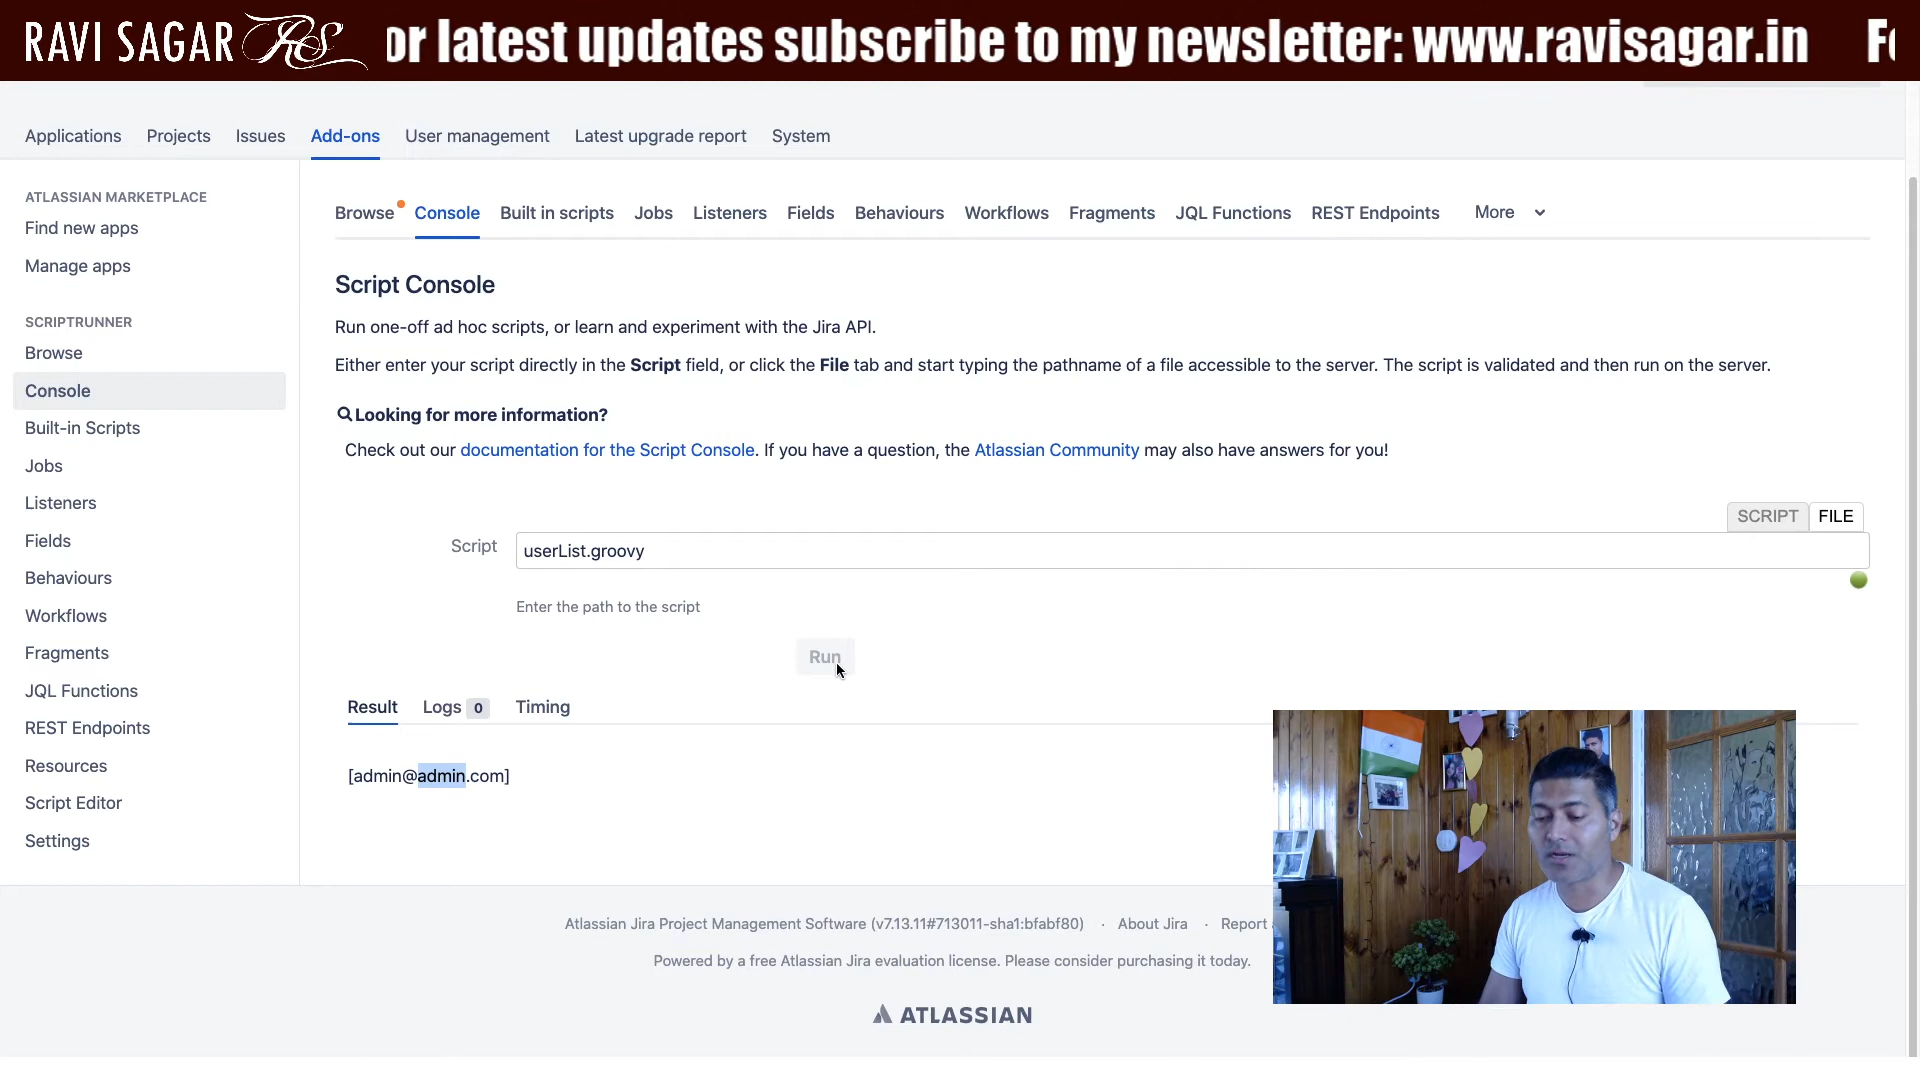 RAVI SAGAR RS
or latest updates subscribe to my newsletter: www.ravisagar.in
Applications Projects Issues Add-ons User management Latest upgrade report System
ATLASSIAN MARKETPLACE
Find new apps
Manage apps
SCRIPTRUNNER
Browse
Console
Built-in Scripts
Jobs
Listeners
Fields
Behaviours
Workflows
Fragments
JQL Functions
REST Endpoints
Resources
Script Editor
Settings
Browse Console Built in scripts Jobs Listeners Fields Behaviours Workflows Fragments JQL Functions REST Endpoints More
Script Console
Run one-off ad hoc scripts, or learn and experiment with the Jira API.
Either enter your script directly in the Script field, or click the File tab and start typing the pathname of a file accessible to the server. The script is validated and then run on the server.
Looking for more information?
Check out our documentation for the Script Console. If you have a question, the Atlassian Community may also have answers for you!
SCRIPT FILE
Script userList.groovy
Enter the path to the script
Run
Result Logs 0 Timing
[admin@admin.com]
Atlassian Jira Project Management Software (v7.13.11#713011-sha1:bfabf80) · About Jira · Report
Powered by a free Atlassian Jira evaluation license. Please consider purchasing it today.
ATLASSIAN